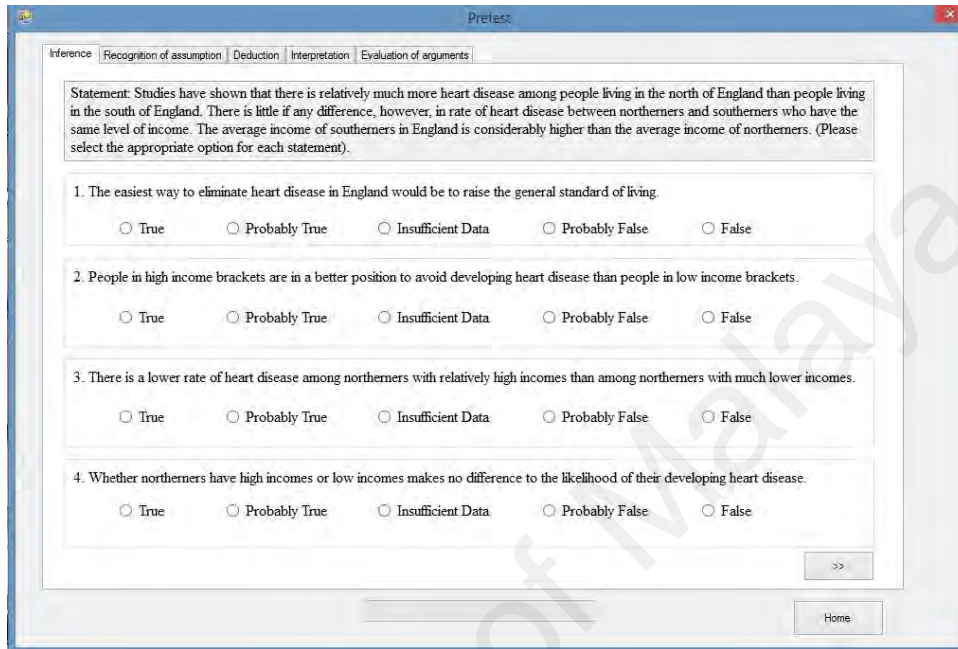 Pretest
Inference Recognition of assumption Deduction Interpretation Evaluation of arguments
Statement: Studies have shown that there is relatively much more heart disease among people living in the north of England than people living
in the south of England. There is little if any difference, however, in rate of heart disease between northerners and southerners who have the
same level of income. The average income of southerners in England is considerably higher than the average income of northerners. (Please
select the appropriate option for each statement).
1. The easiest way to eliminate heart disease in England would be to raise the general standard of living.
True Probably True Insufficient Data Probably False False
2. People in high income brackets are in a better position to avoid developing heart disease than people in low income brackets.
True Probably True Insufficient Data Probably False False
3. There is a lower rate of heart disease among northerners with relatively high incomes than among northerners with much lower incomes.
True Probably True Insufficient Data Probably False False
4. Whether northerners have high incomes or low incomes makes no difference to the likelihood of their developing heart disease.
True Probably True Insufficient Data Probably False False
>>
Home
of Malaya